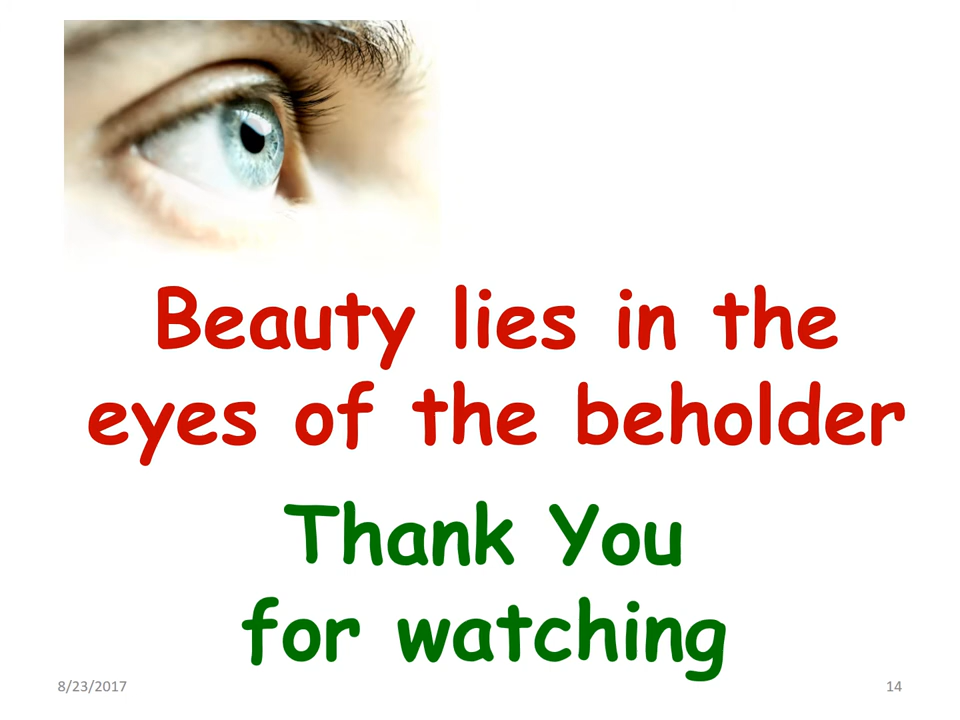 Beauty lies in the
eyes of the beholder
Thank You
for watching
8/23/2017
14